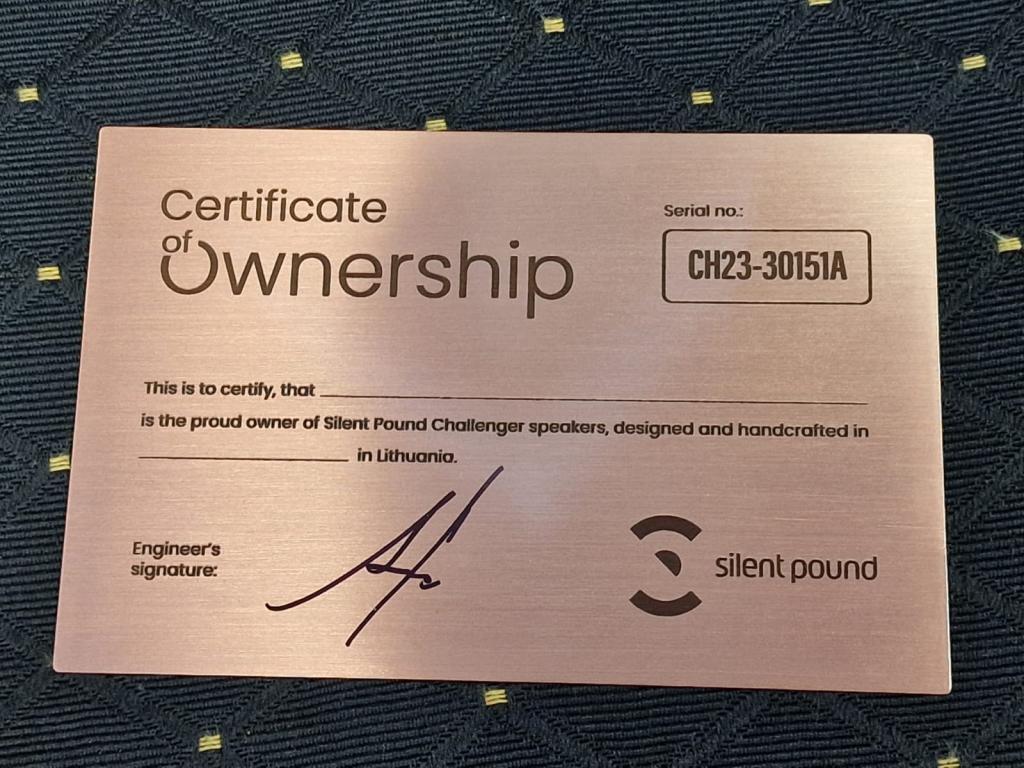 Certificate
of Ownership
Serial no.:
CH23-30151A
This is to certify, that
is the proud owner of Silent Pound Challenger speakers, designed and handcrafted in
in Lithuania.
Engineer's
signature:
silent pound